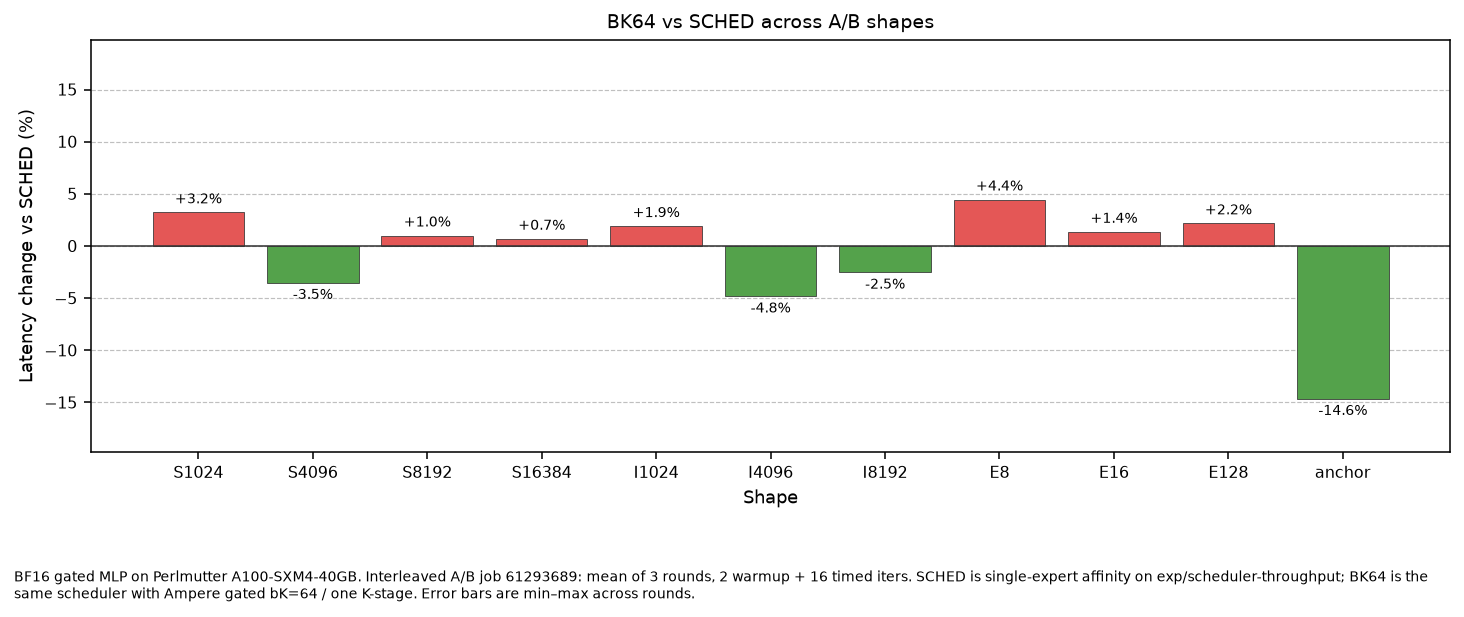 BK64 vs SCHED across A/B shapes
Latency change vs SCHED (%)
15
10
5
0
−5
−10
−15
+3.2%
-3.5%
+1.0%
+0.7%
+1.9%
-4.8%
-2.5%
+4.4%
+1.4%
+2.2%
-14.6%
S1024
S4096
S8192
S16384
I1024
I4096
I8192
E8
E16
E128
anchor
Shape
BF16 gated MLP on Perlmutter A100-SXM4-40GB. Interleaved A/B job 61293689: mean of 3 rounds, 2 warmup + 16 timed iters. SCHED is single-expert affinity on exp/scheduler-throughput; BK64 is the
same scheduler with Ampere gated bK=64 / one K-stage. Error bars are min–max across rounds.